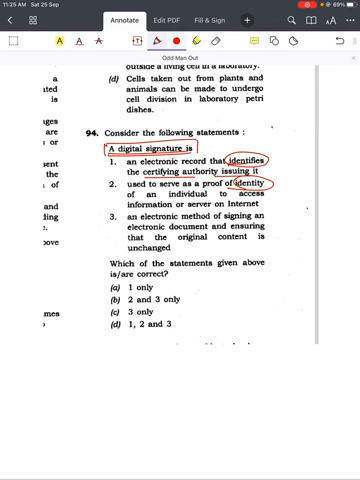 11:25 AM Sat 25 Sep
69%
Annotate
Edit PDF
Fill & Sign
A
A
A
T
AA
Odd Man Out
outside a living cell in a laboratory.
a
ated
is
(d) Cells taken out from plants and
animals can be made to undergo
cell division in laboratory petri
dishes.
ages
are
or
94. Consider the following statements :
A digital signature is
sent
the
of
1. an electronic record that identifies
the certifying authority issuing it
2. used to serve as a proof of identity
of an individual to access
information or server on Internet
and
ding
e.
bove
3. an electronic method of signing an
electronic document and ensuring
that the original content is
unchanged
Which of the statements given above
is/are correct?
(a) 1 only
(b) 2 and 3 only
mes
(c) 3 only
(d) 1, 2 and 3